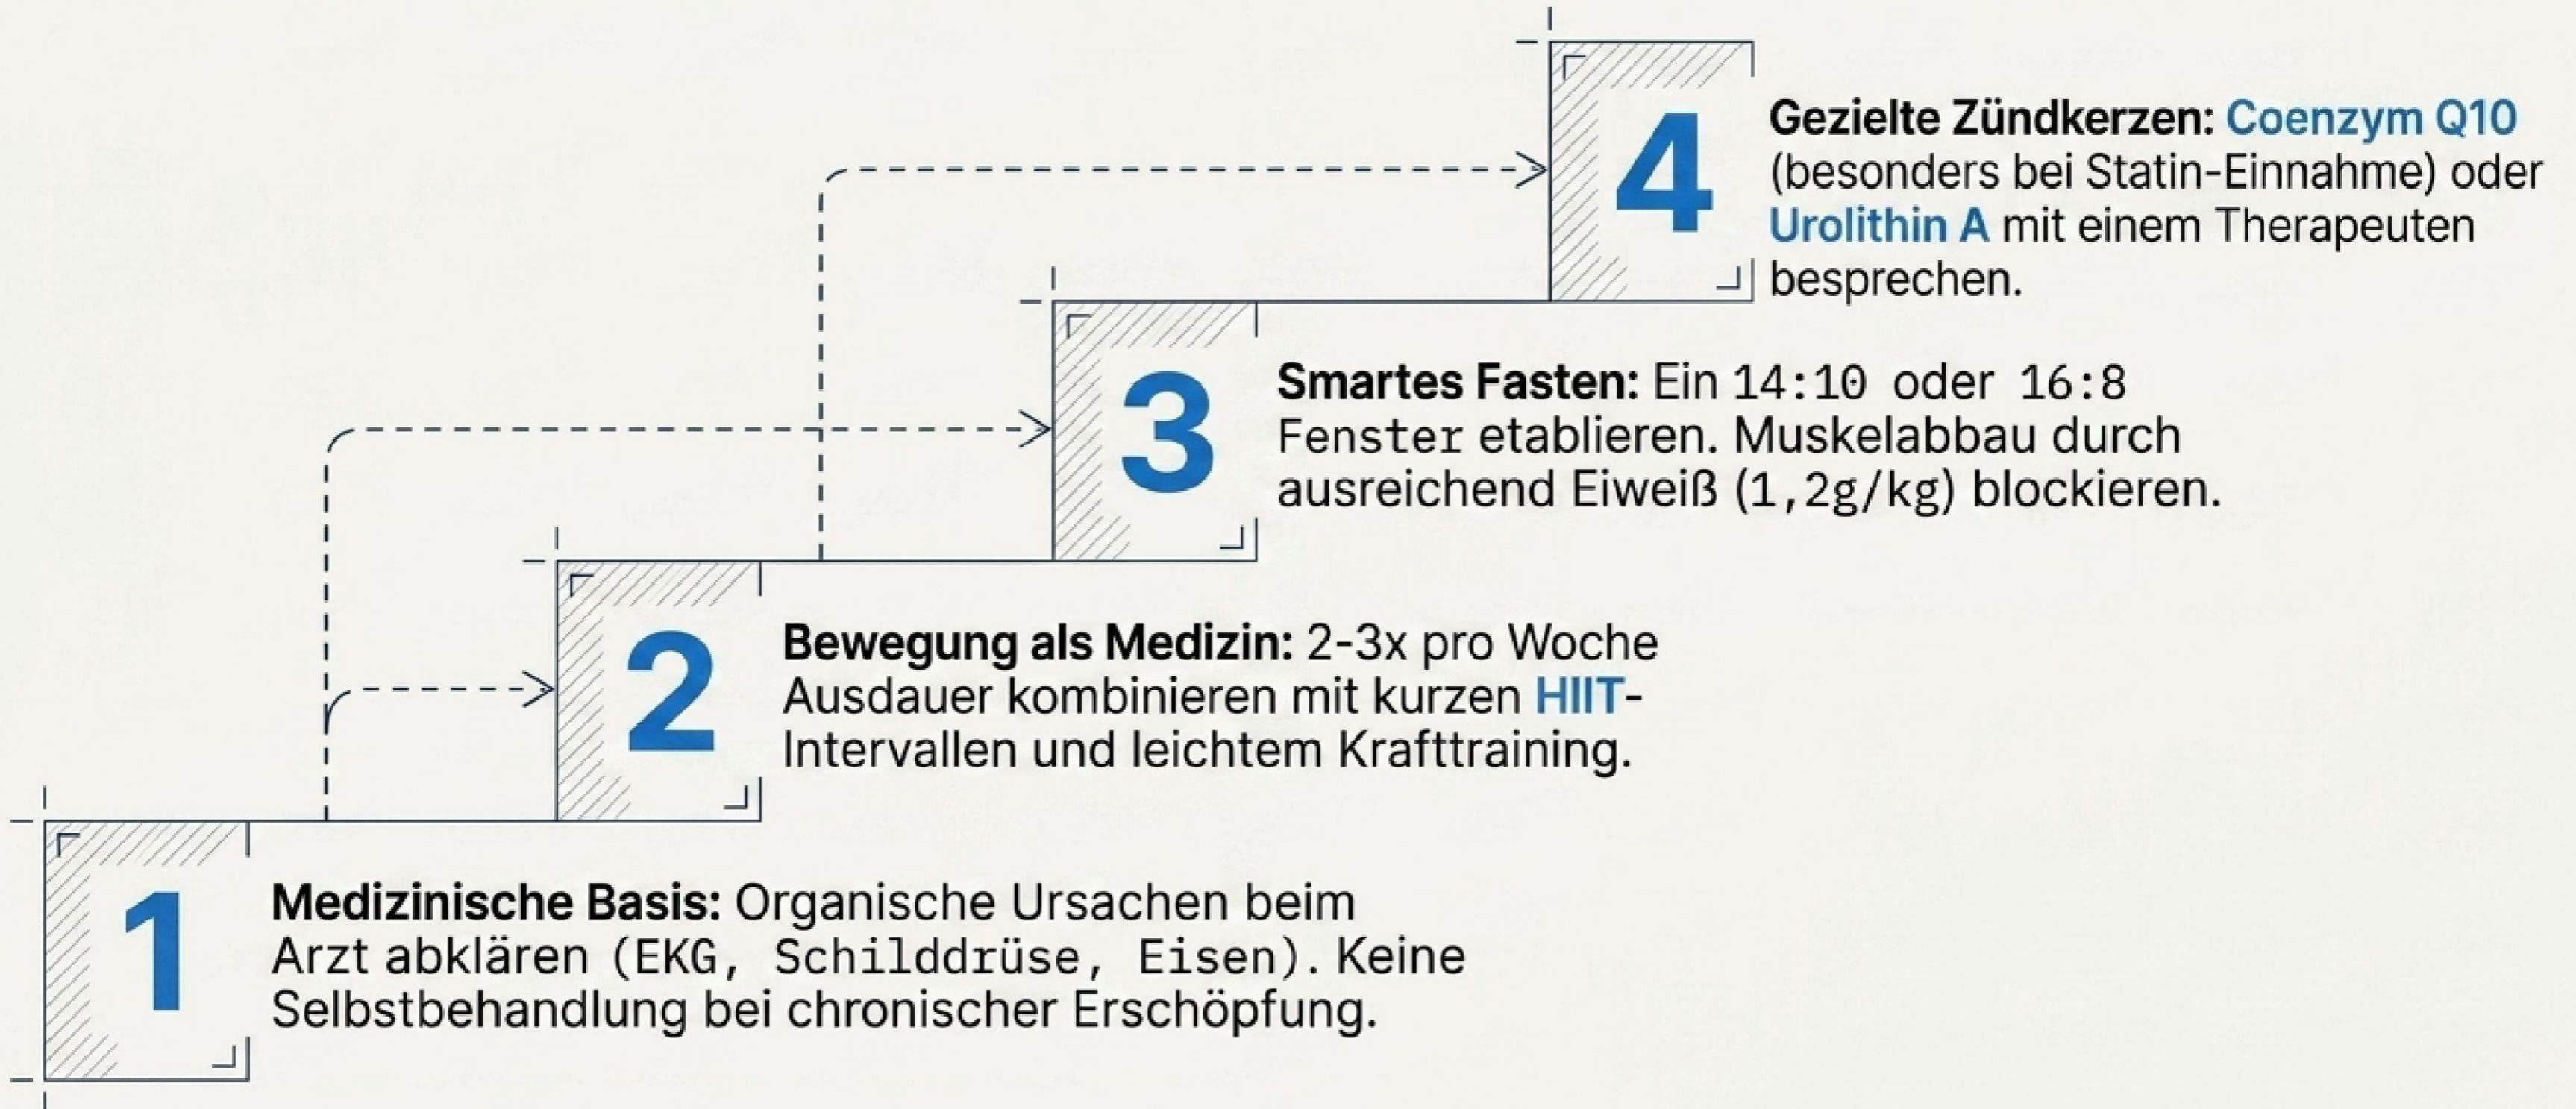 4
Gezielte Zündkerzen: Coenzym Q10
(besonders bei Statin-Einnahme) oder
Urolithin A mit einem Therapeuten
besprechen.
3
Smartes Fasten: Ein 14:10 oder 16:8
Fenster etablieren. Muskelabbau durch
ausreichend Eiweiß (1,2g/kg) blockieren.
2
Bewegung als Medizin: 2-3x pro Woche
Ausdauer kombinieren mit kurzen HIIT-
Intervallen und leichtem Krafttraining.
1
Medizinische Basis: Organische Ursachen beim
Arzt abklären (EKG, Schilddrüse, Eisen). Keine
Selbstbehandlung bei chronischer Erschöpfung.